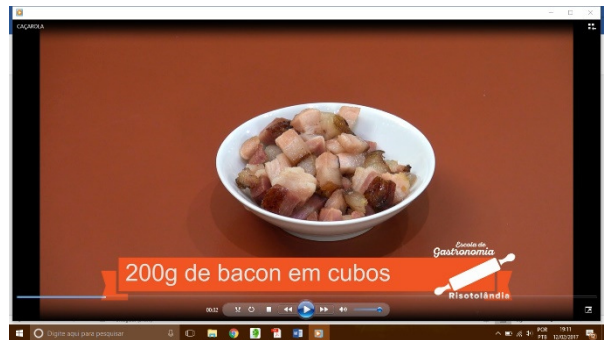 CAÇAROLA
200g de bacon em cubos
Escola de
Gastronomia
Risotolândia
00:32
Digite aqui para pesquisar
POR
PTB
19:11
12/02/2017